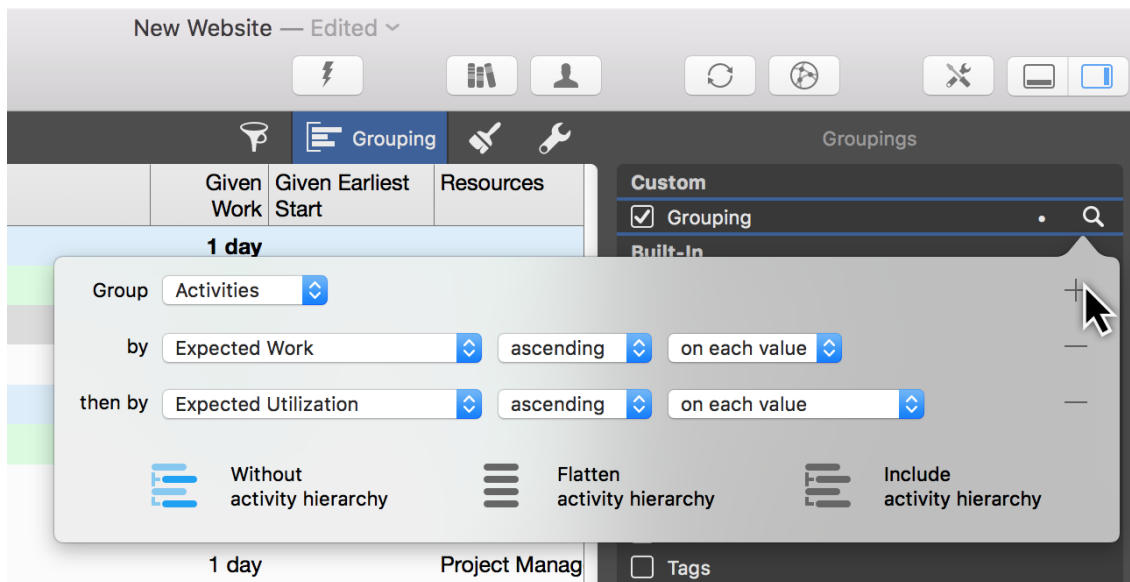 New Website — Edited
Grouping
Groupings
Given Work
Given Earliest Start
Resources
Custom
Grouping
Built-In
1 day
Group Activities
by Expected Work ascending on each value
then by Expected Utilization ascending on each value
Without activity hierarchy
Flatten activity hierarchy
Include activity hierarchy
1 day
Project Manag
Tags